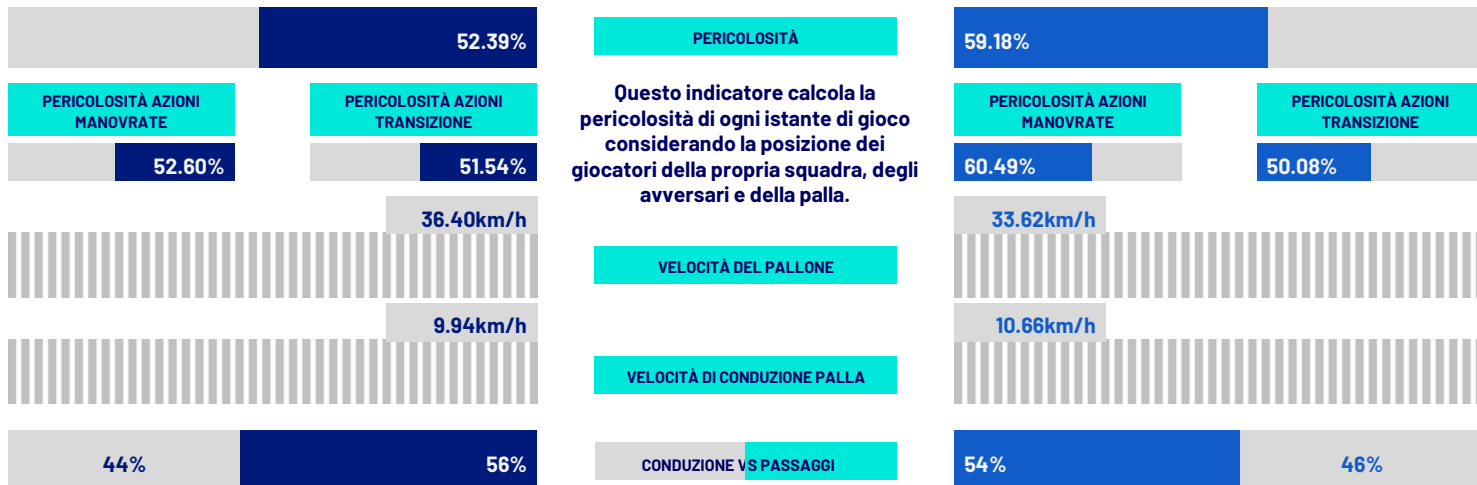 52.39%
PERICOLOSITÀ
59.18%
PERICOLOSITÀ AZIONI
MANOVRATE
PERICOLOSITÀ AZIONI
TRANSIZIONE
Questo indicatore calcola la
pericolosità di ogni istante di gioco
considerando la posizione dei
giocatori della propria squadra, degli
avversari e della palla.
PERICOLOSITÀ AZIONI
MANOVRATE
PERICOLOSITÀ AZIONI
TRANSIZIONE
52.60%
51.54%
60.49%
50.08%
36.40km/h
VELOCITÀ DEL PALLONE
33.62km/h
9.94km/h
VELOCITÀ DI CONDUZIONE PALLA
10.66km/h
44%
56%
CONDUZIONE VS PASSAGGI
54%
46%